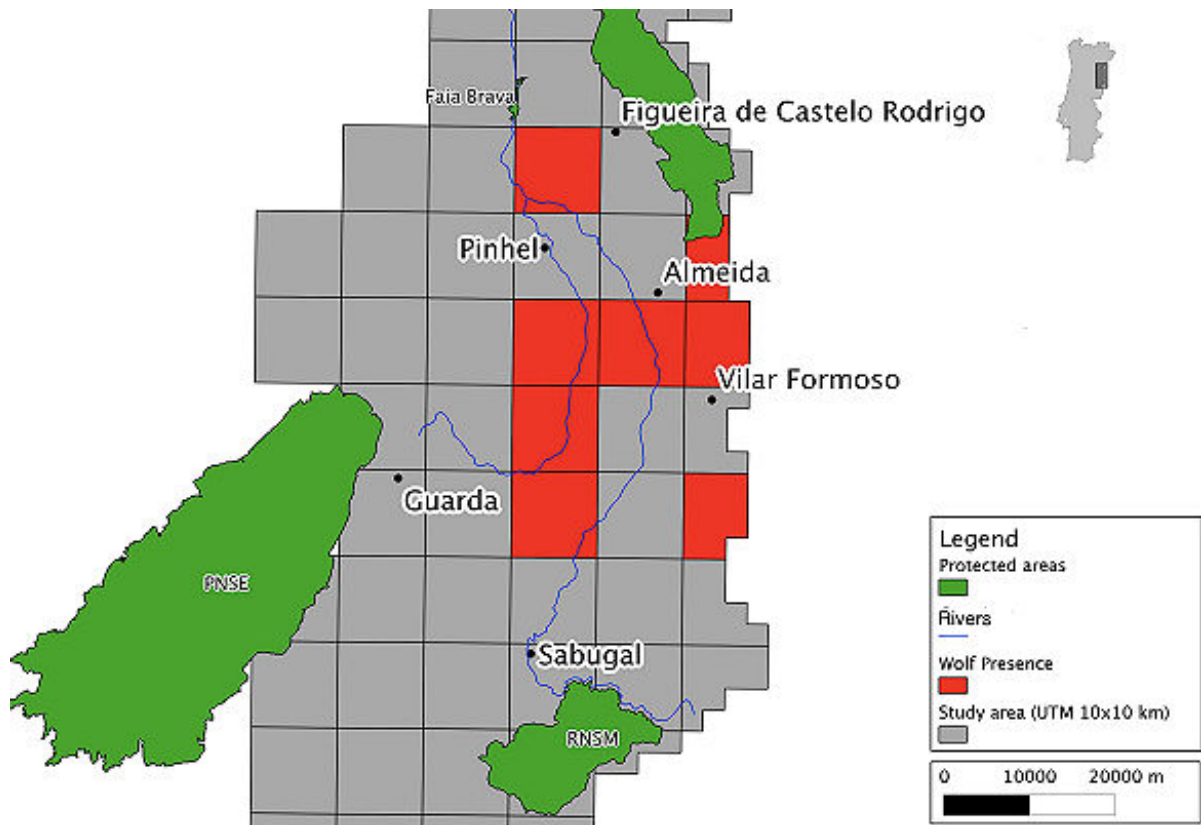 Faia Brava
Figueira de Castelo Rodrigo
Pinhel
Almeida
Vilar Formoso
Guarda
PNSE
Sabugal
RNSM
Legend
Protected areas
Rivers
Wolf Presence
Study area (UTM 10x10 km)
0 10000 20000 m